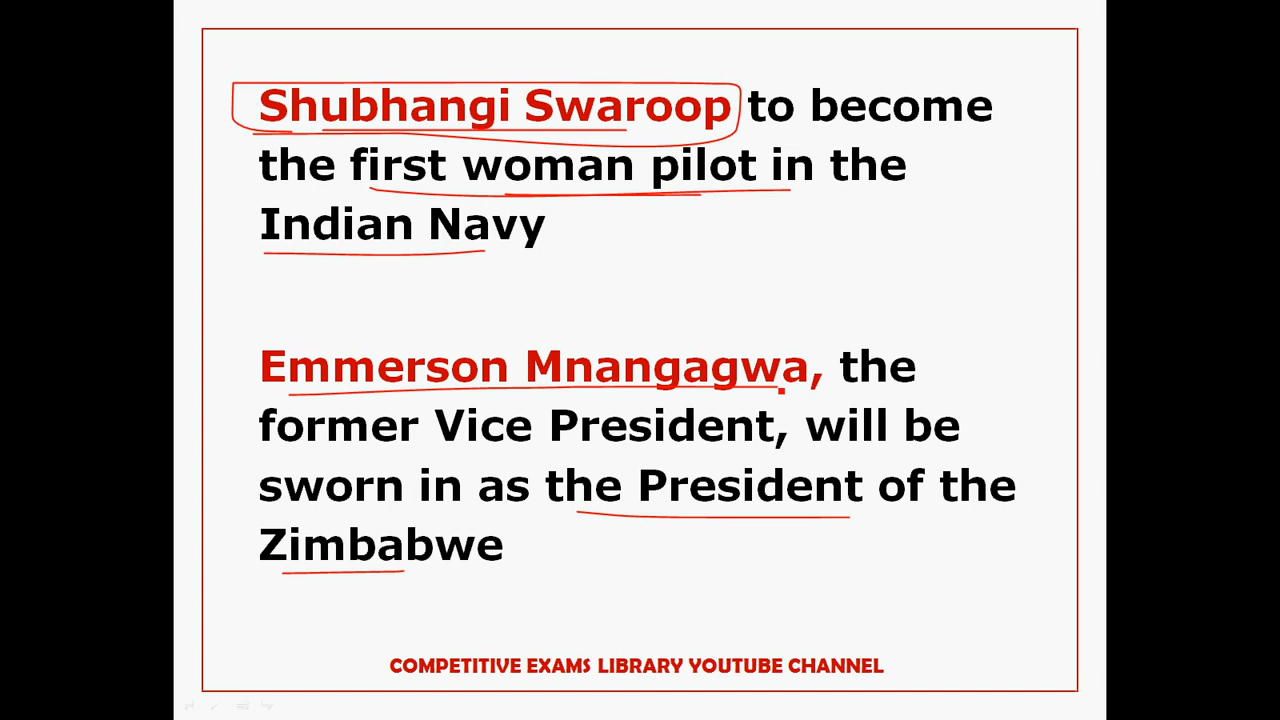 Shubhangi Swaroop to become
the first woman pilot in the
Indian Navy
Emmerson Mnangagwa, the
former Vice President, will be
sworn in as the President of the
Zimbabwe
COMPETITIVE EXAMS LIBRARY YOUTUBE CHANNEL